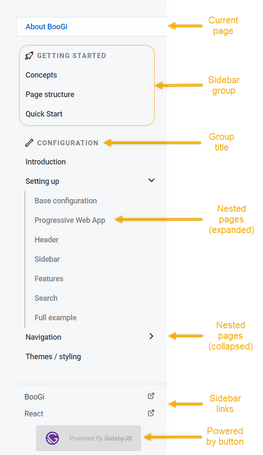 About BooGi
Current
page
GETTING STARTED
Concepts
Page structure
Quick Start
Sidebar
group
CONFIGURATION
Group
title
Introduction
Setting up
Base configuration
Progressive Web App
Header
Sidebar
Features
Search
Full example
Nested
pages
(expanded)
Navigation
Themes / styling
Nested
pages
(collapsed)
BooGi
React
Sidebar
links
Powered By GatsbyJS
Powered
by button